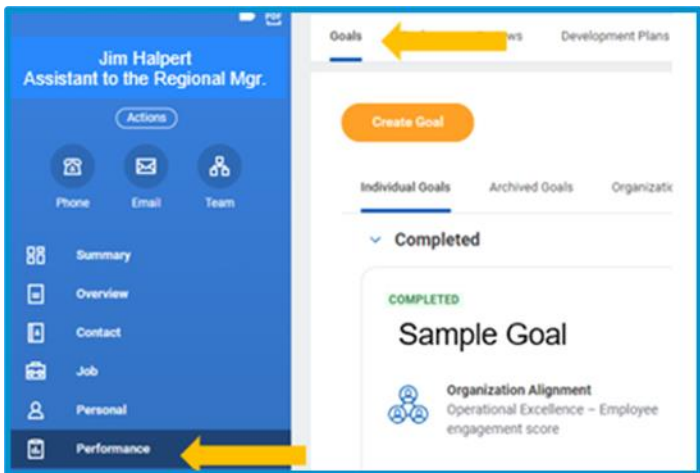 PDF
Jim Halpert
Assistant to the Regional Mgr.
Actions
Phone Email Team
Summary
Overview
Contact
Job
Personal
Performance
Goals Development Plans
Create Goal
Individual Goals Archived Goals
Completed
COMPLETED
Sample Goal
Organization Alignment
Operational Excellence – Employee
engagement score